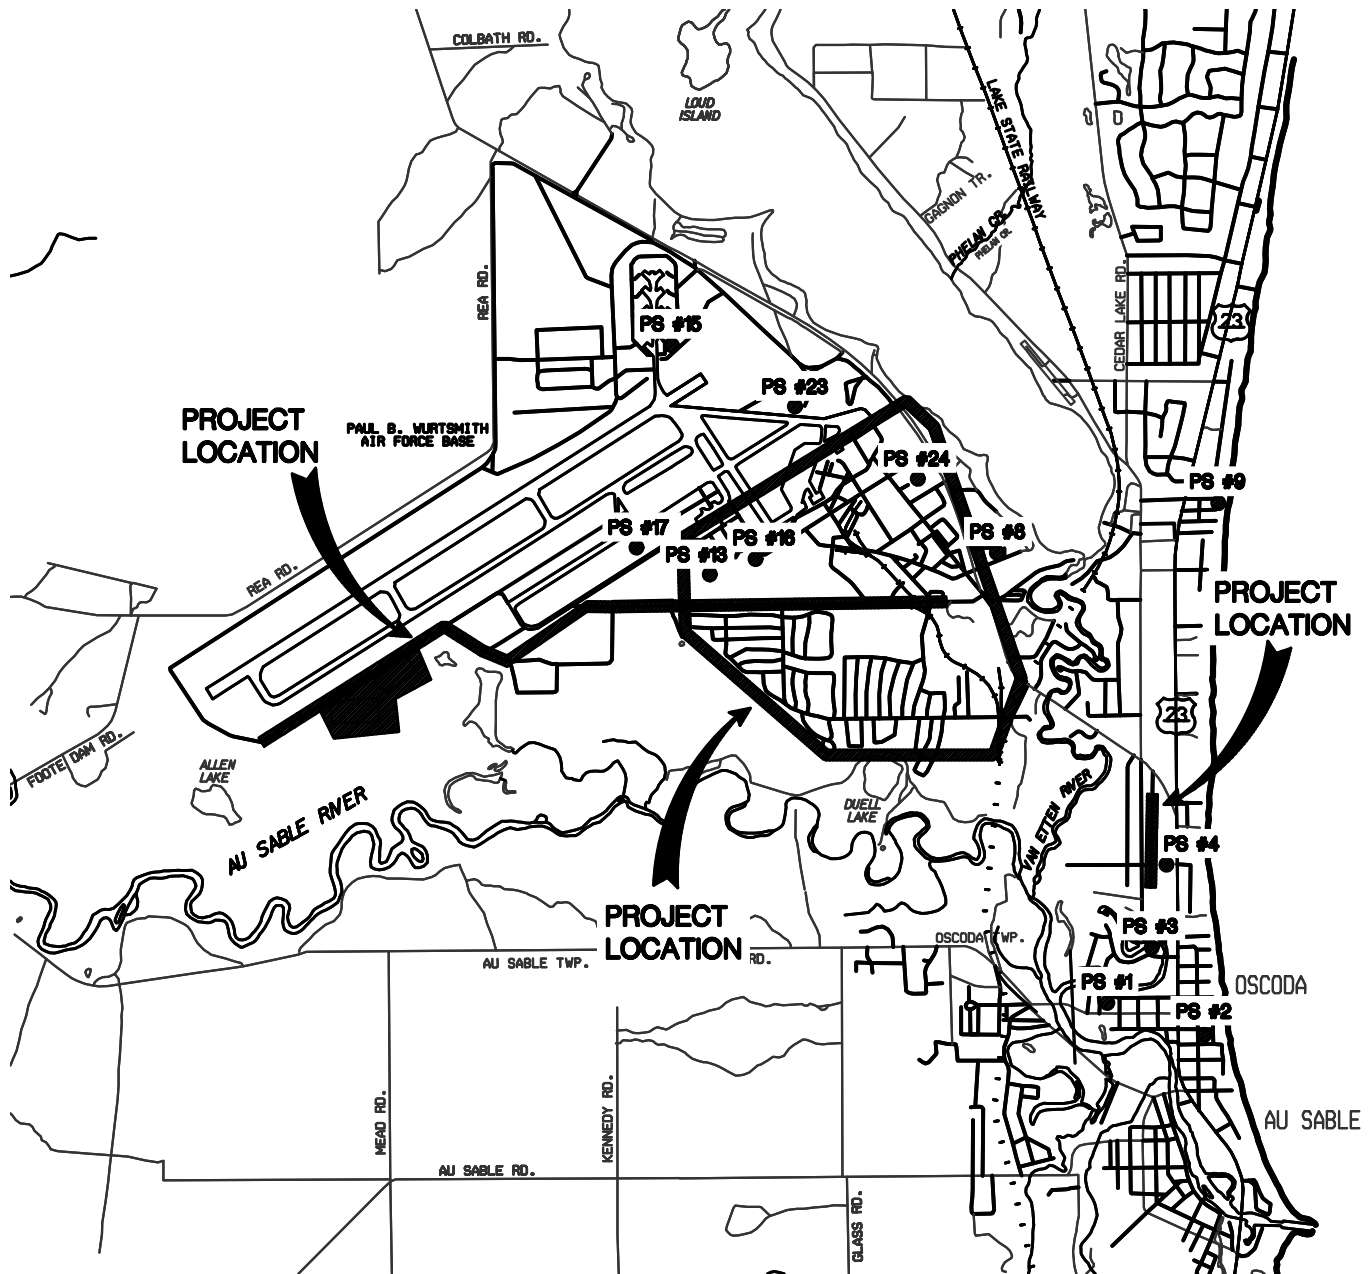 COLBATH RD.
LOUD
ISLAND
LAKE STATE RAILWAY
GAGNON TR.
PHELAN CR.
PHELAN CR.
REA RD.
CEDAR LAKE RD.
23
PS #15
PS #23
PROJECT
LOCATION
PAUL B. WURTSMITH
AIR FORCE BASE
PS #24
PS #9
PS #17
PS #16
PS #8
PS #13
REA RD.
PROJECT
LOCATION
23
FOOTE DAM RD.
ALLEN
LAKE
AU SABLE RIVER
DUELL
LAKE
VAN ETTEN RIVER
PS #4
PROJECT
LOCATION
PS #3
OSCODA TWP.
AU SABLE TWP.
RD.
PS #1
OSCODA
PS #2
MEAD RD.
KENNEDY RD.
AU SABLE
AU SABLE RD.
GLASS RD.